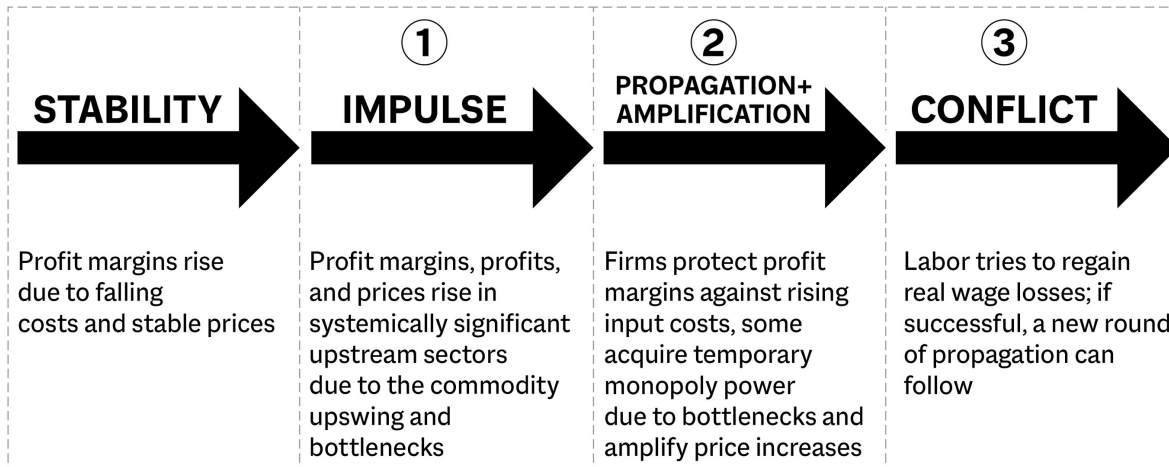 STABILITY
Profit margins rise
due to falling
costs and stable prices
1
IMPULSE
Profit margins, profits,
and prices rise in
systemically significant
upstream sectors
due to the commodity
upswing and
bottlenecks
2
PROPAGATION+
AMPLIFICATION
Firms protect profit
margins against rising
input costs, some
acquire temporary
monopoly power
due to bottlenecks and
amplify price increases
3
CONFLICT
Labor tries to regain
real wage losses; if
successful, a new round
of propagation can
follow